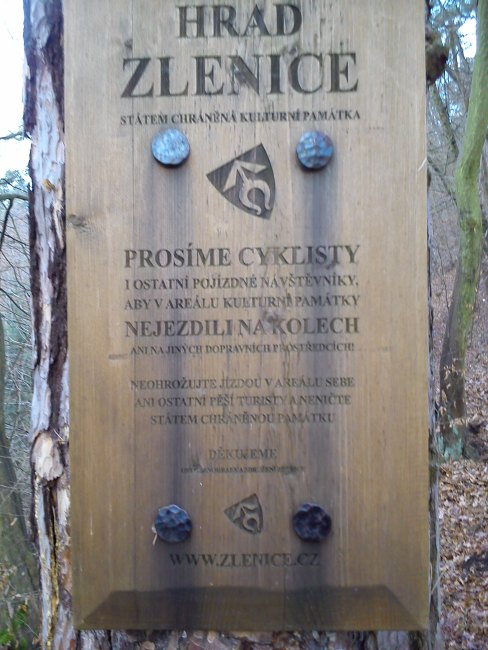 HRAD
ZLENICE
STÁTEM CHRÁNĚNÁ KULTURNÍ PAMÁTKA
PROSÍME CYKLISTY
I OSTATNÍ POJÍZDNÉ NÁVŠTĚVNÍKY,
ABY V AREÁLU KULTURNÍ PAMÁTKY
NEJEZDILI NA KOLECH
ANI NA JINÝCH DOPRAVNÍCH PROSTŘEDCÍCH!
NEOHROŽUJTE JÍZDOU V AREÁLU SEBE
ANI OSTATNÍ PĚŠÍ TURISTY A NENIČTE
STÁTEM CHRÁNĚNOU PAMÁTKU
DĚKUJEME
WWW.ZLENICE.CZ